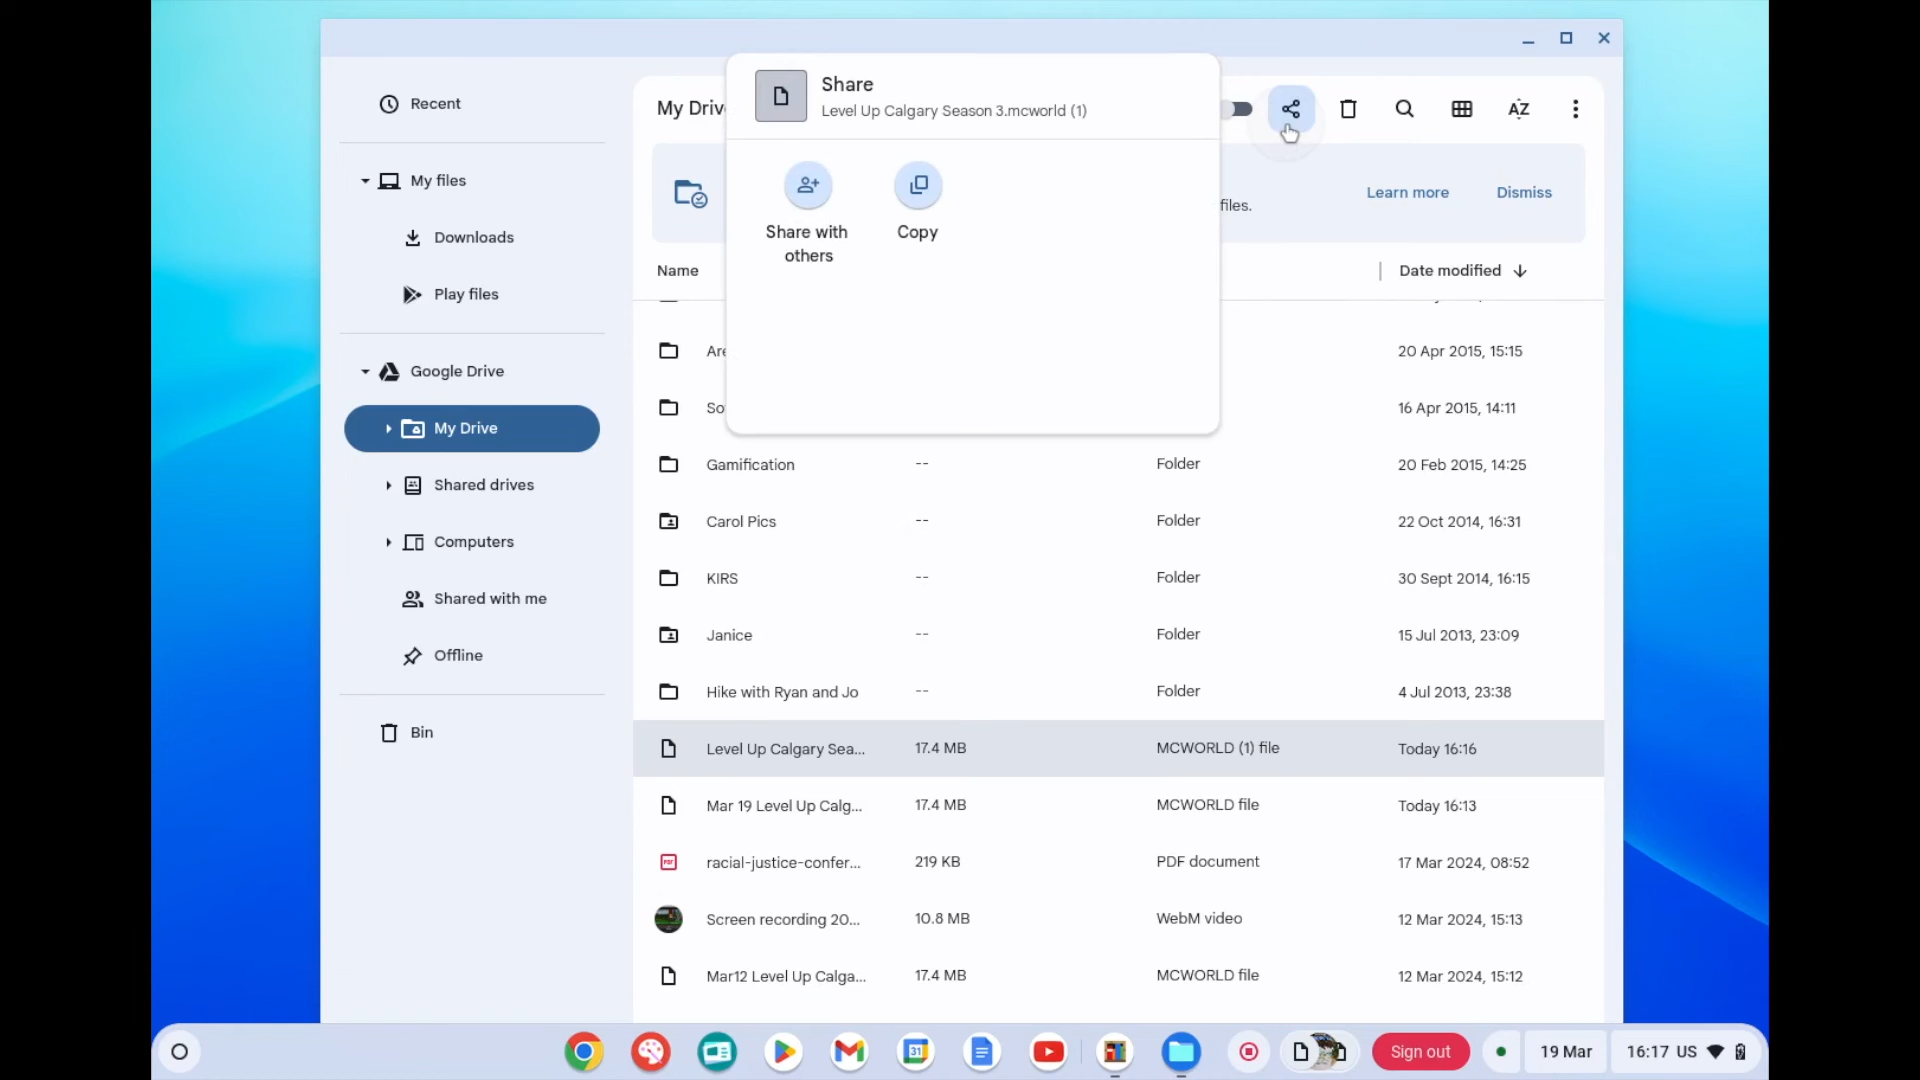 Recent
My files
Downloads
Play files
Google Drive
My Drive
Shared drives
Computers
Shared with me
Offline
Bin
Share
Level Up Calgary Season 3.mcworld (1)
Share with
others
Copy
AZ
files.
Learn more
Dismiss
Name
Date modified
20 Apr 2015, 15:15
16 Apr 2015, 14:11
Gamification -- Folder 20 Feb 2015, 14:25
Carol Pics -- Folder 22 Oct 2014, 16:31
KIRS -- Folder 30 Sept 2014, 16:15
Janice -- Folder 15 Jul 2013, 23:09
Hike with Ryan and Jo -- Folder 4 Jul 2013, 23:38
Level Up Calgary Sea... 17.4 MB MCWORLD (1) file Today 16:16
Mar 19 Level Up Calg... 17.4 MB MCWORLD file Today 16:13
PDF racial-justice-confer... 219 KB PDF document 17 Mar 2024, 08:52
Screen recording 20... 10.8 MB WebM video 12 Mar 2024, 15:13
Mar12 Level Up Calga... 17.4 MB MCWORLD file 12 Mar 2024, 15:12
31
Sign out
19 Mar
16:17 US